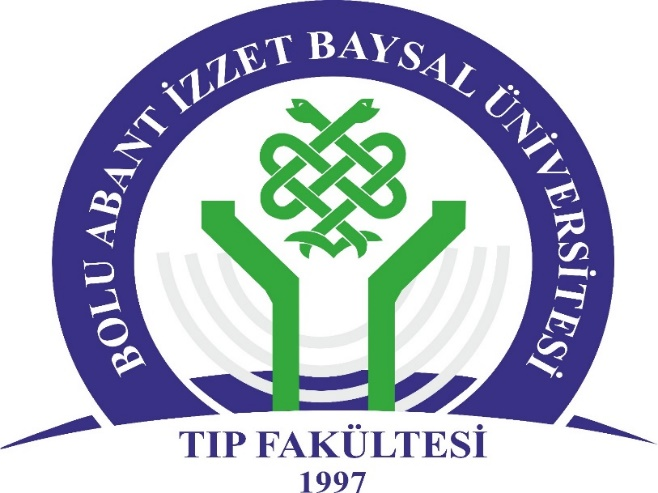 BOLU ABANT İZZET BAYSAL ÜNİVERSİTESİ
TIP FAKÜLTESİ
1997